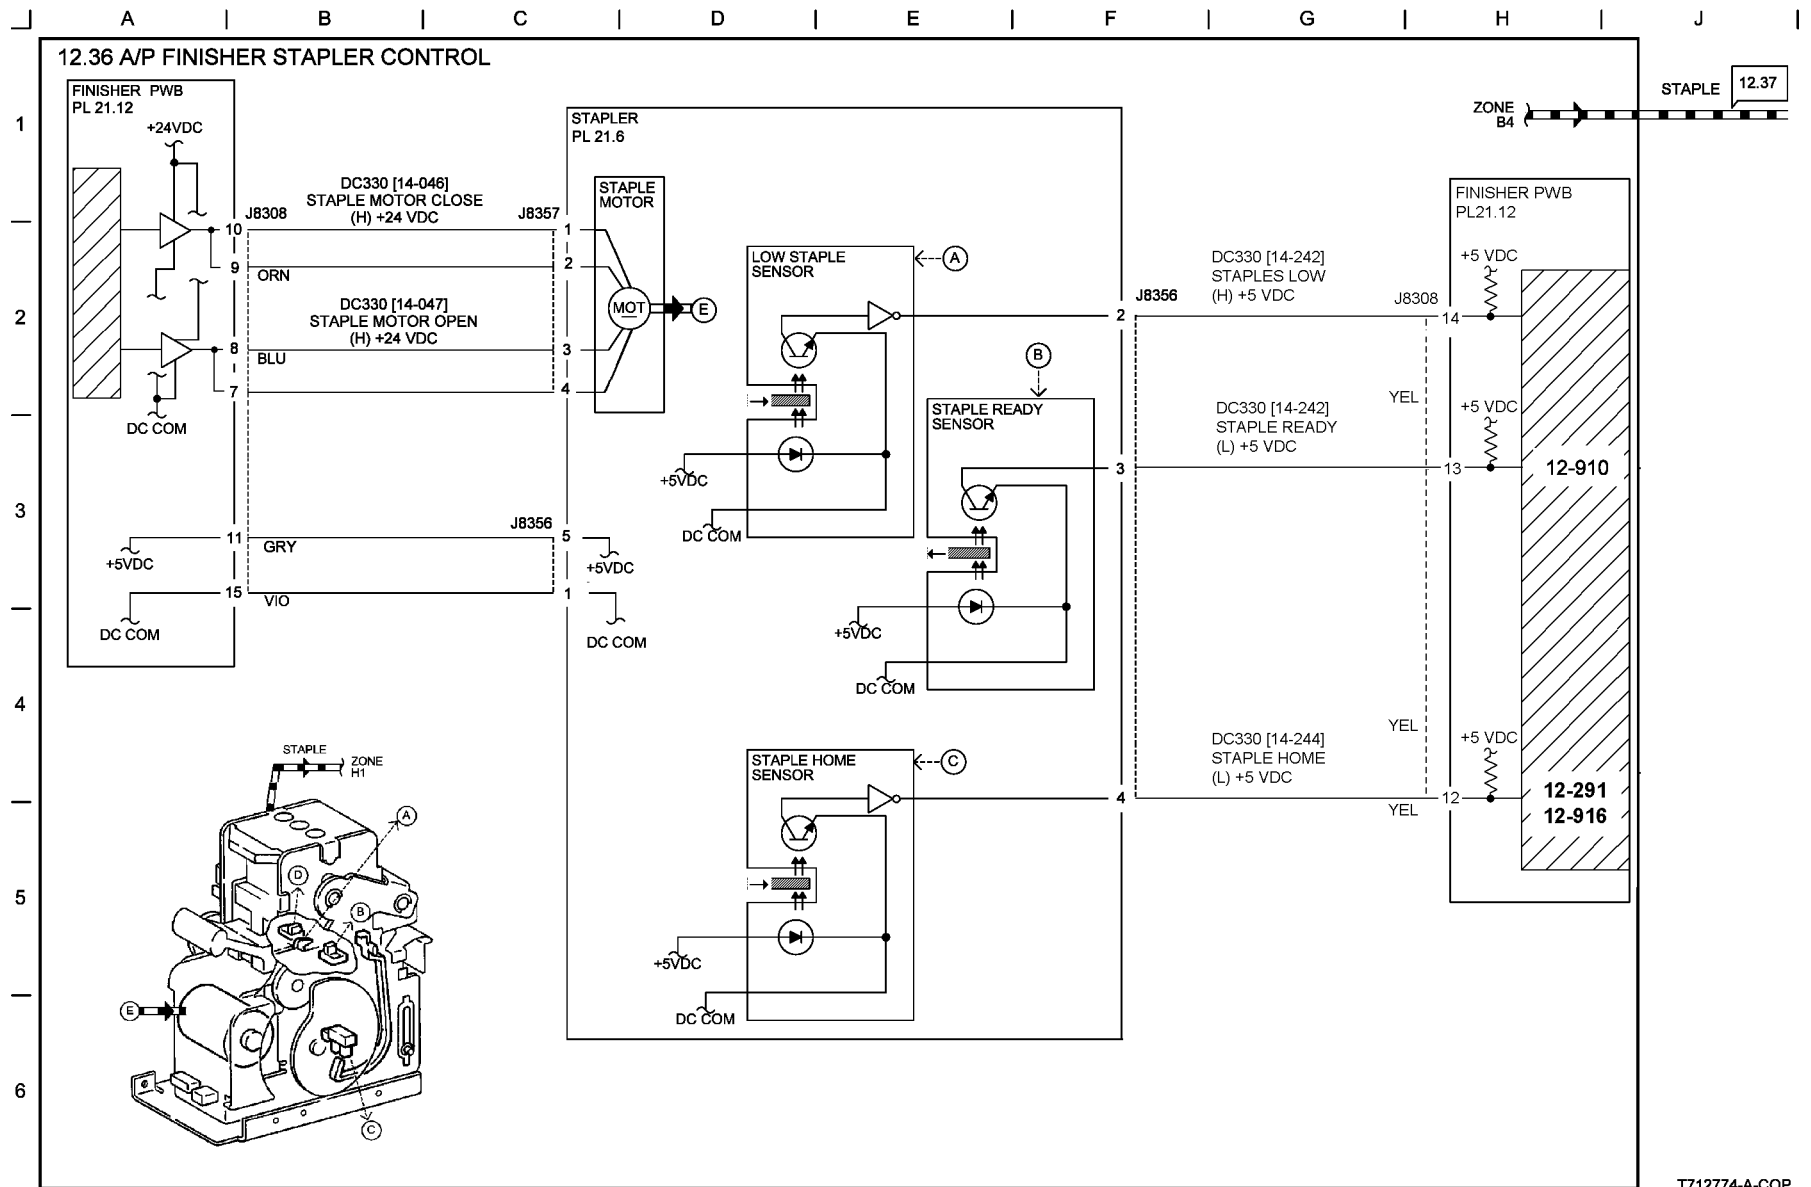 A B C D E F G H J
12.36 A/P FINISHER STAPLER CONTROL
STAPLE 12.37
ZONE
B4
1
2
3
4
5
6
FINISHER PWB
PL 21.12
+24VDC
J8308
10
9
8
7
DC COM
DC330 [14-046]
STAPLE MOTOR CLOSE
(H) +24 VDC
ORN
DC330 [14-047]
STAPLE MOTOR OPEN
(H) +24 VDC
BLU
J8357
1
2
3
4
11
GRY
+5VDC
15
VIO
DC COM
J8356
5
+5VDC
1
DC COM
STAPLER
PL 21.6
STAPLE
MOTOR
MOT
E
LOW STAPLE
SENSOR
A
+5VDC
DC COM
B
STAPLE READY
SENSOR
+5VDC
DC COM
STAPLE HOME
SENSOR
C
+5VDC
DC COM
J8356
2
3
4
DC330 [14-242]
STAPLES LOW
(H) +5 VDC
YEL
DC330 [14-242]
STAPLE READY
(L) +5 VDC
YEL
DC330 [14-244]
STAPLE HOME
(L) +5 VDC
YEL
J8308
14
13
12
FINISHER PWB
PL21.12
+5 VDC
+5 VDC
12-910
+5 VDC
12-291
12-916
STAPLE
ZONE
H1
A
D
B
E
C
T712774-A-COP